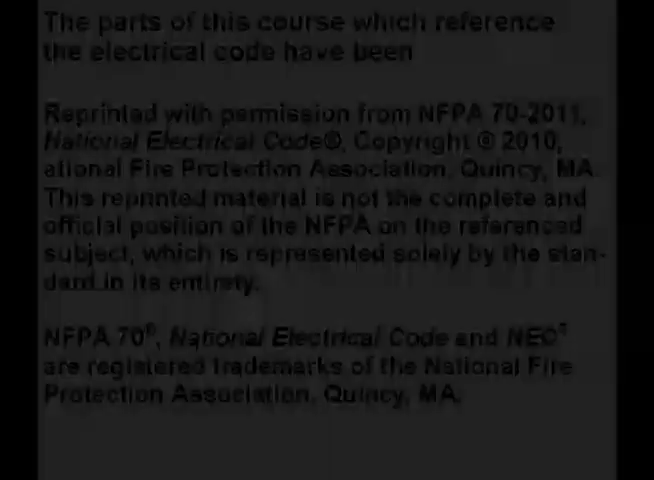 The parts of this course which reference
the electrical code have been
Reprinted with permission from NFPA 70-2011,
National Electrical Code®, Copyright © 2010,
ational Fire Protection Association, Quincy, MA.
This reprinted material is not the complete and
official position of the NFPA on the referenced
subject, which is represented solely by the stan-
dard in its entirety.
NFPA 70®, National Electrical Code and NEC®
are registered trademarks of the National Fire
Protection Association, Quincy, MA.